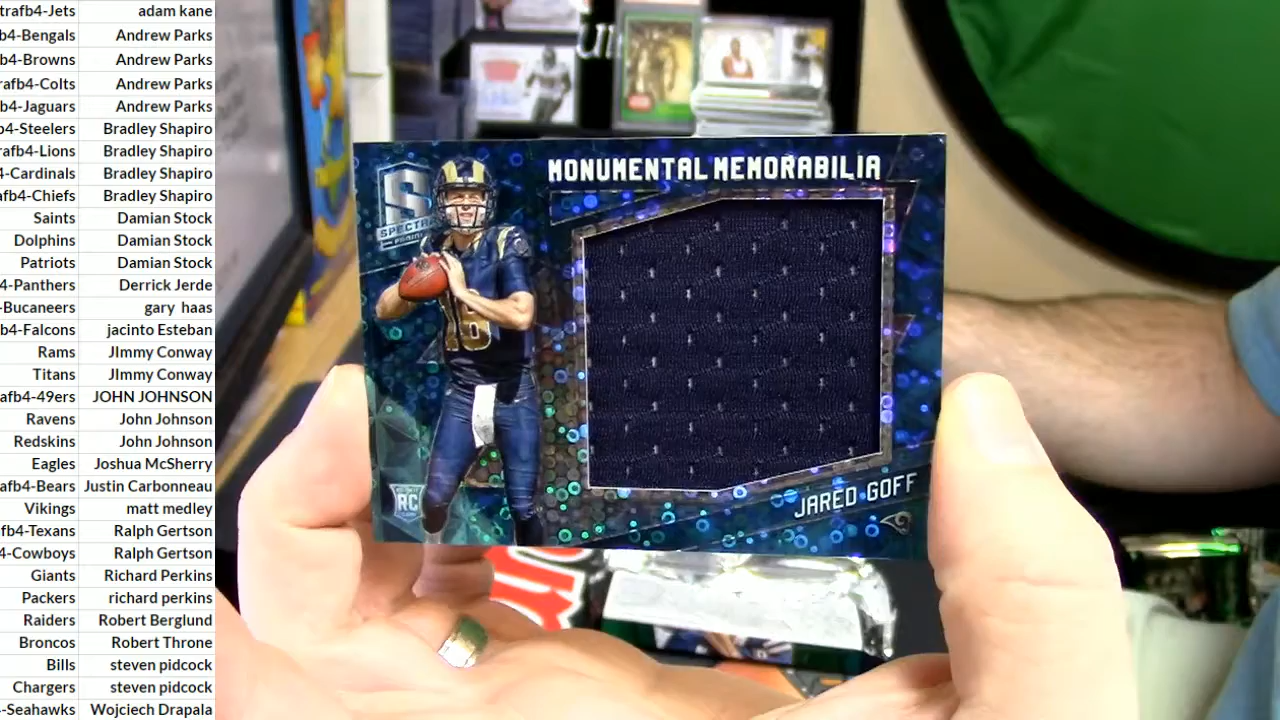 trafb4-Jets adam kane
b4-Bengals Andrew Parks
b4-Browns Andrew Parks
rafb4-Colts Andrew Parks
b4-Jaguars Andrew Parks
b4-Steelers Bradley Shapiro
rafb4-Lions Bradley Shapiro
4-Cardinals Bradley Shapiro
afb4-Chiefs Bradley Shapiro
Saints Damian Stock
Dolphins Damian Stock
Patriots Damian Stock
4-Panthers Derrick Jerde
-Bucaneers gary haas
fb4-Falcons jacinto Esteban
Rams JImmy Conway
Titans JImmy Conway
afb4-49ers JOHN JOHNSON
Ravens John Johnson
Redskins John Johnson
Eagles Joshua McSherry
afb4-Bears Justin Carbonneau
Vikings matt medley
fb4-Texans Ralph Gertson
4-Cowboys Ralph Gertson
Giants Richard Perkins
Packers richard perkins
Raiders Robert Berglund
Broncos Robert Throne
Bills steven pidcock
Chargers steven pidcock
4-Seahawks Wojciech Drapala
MONUMENTAL MEMORABILIA
S
SPECTRA
PANINI
16
RC
JARED GOFF